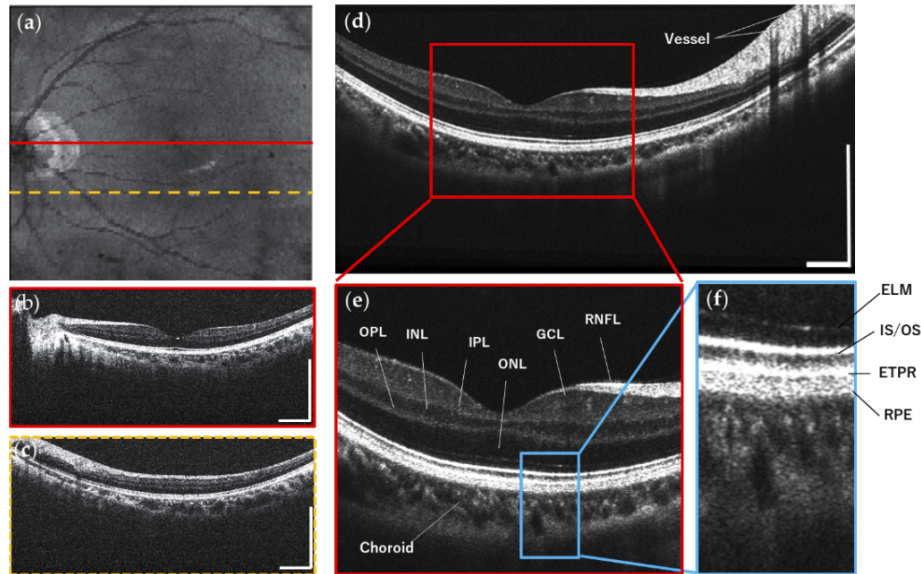 (a)
(b)
(c)
(d)
Vessel
(e)
OPL
INL
IPL
ONL
GCL
RNFL
Choroid
(f)
ELM
IS/OS
ETPR
RPE